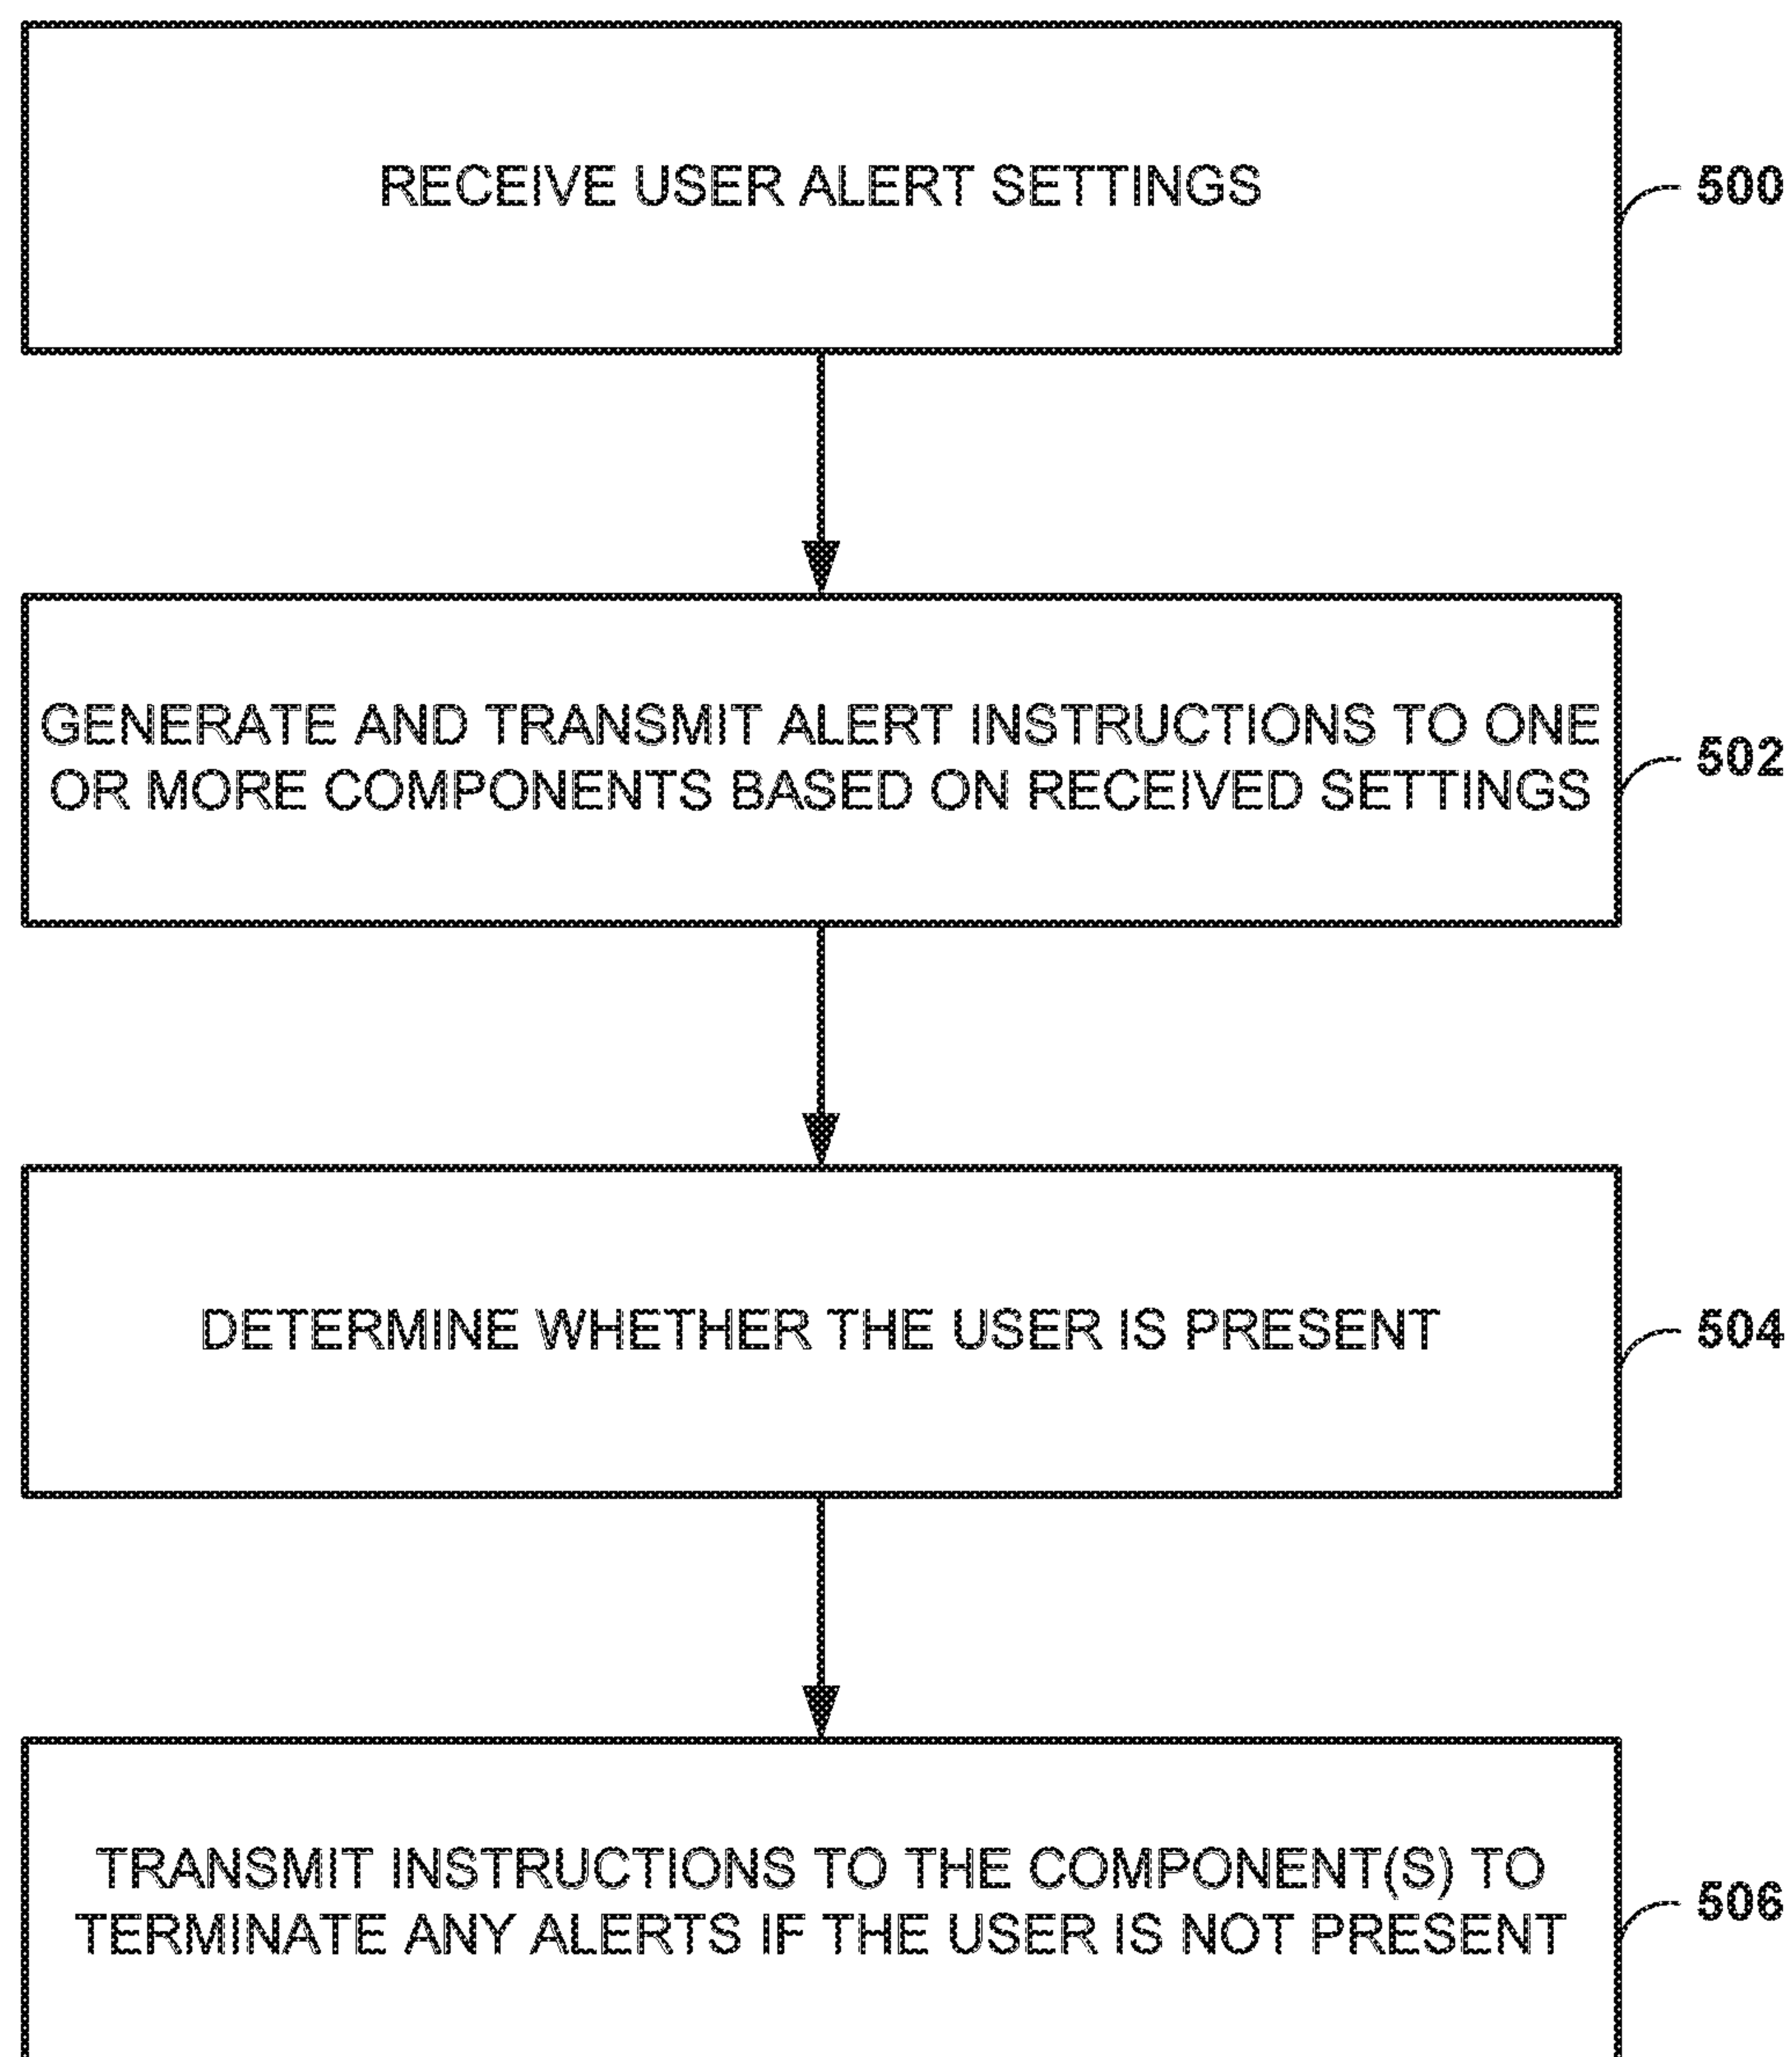 RECEIVE USER ALERT SETTINGS
500
GENERATE AND TRANSMIT ALERT INSTRUCTIONS TO ONE
OR MORE COMPONENTS BASED ON RECEIVED SETTINGS
502
DETERMINE WHETHER THE USER IS PRESENT
504
TRANSMIT INSTRUCTIONS TO THE COMPONENT(S) TO
TERMINATE ANY ALERTS IF THE USER IS NOT PRESENT
506